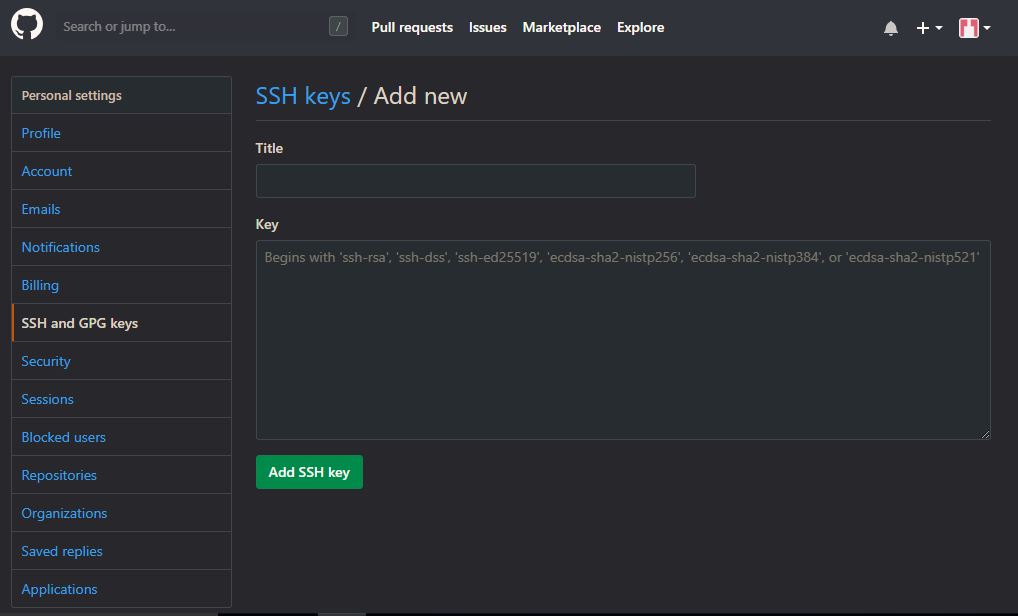 Search or jump to...
/
Pull requests Issues Marketplace Explore
Personal settings
Profile
Account
Emails
Notifications
Billing
SSH and GPG keys
Security
Sessions
Blocked users
Repositories
Organizations
Saved replies
Applications
SSH keys / Add new
Title
Key
Begins with 'ssh-rsa', 'ssh-dss', 'ssh-ed25519', 'ecdsa-sha2-nistp256', 'ecdsa-sha2-nistp384', or 'ecdsa-sha2-nistp521'
Add SSH key